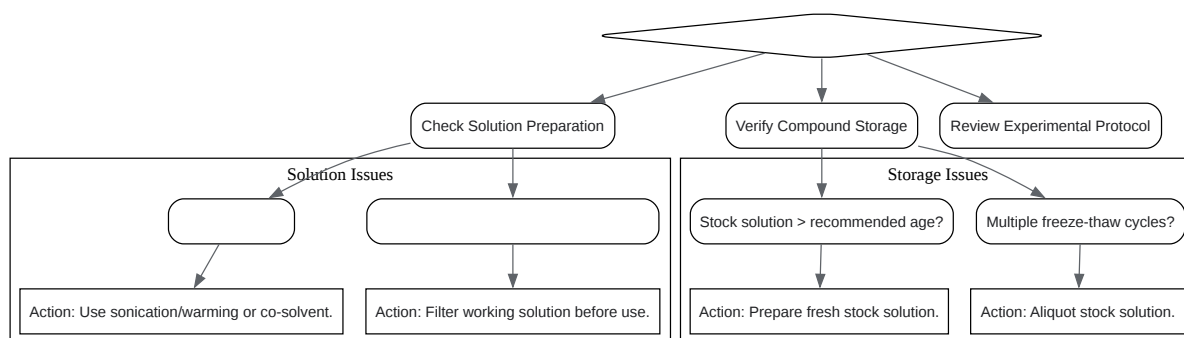 Check Solution Preparation
Verify Compound Storage
Review Experimental Protocol
Solution Issues
Storage Issues
Stock solution > recommended age?
Multiple freeze-thaw cycles?
Action: Use sonication/warming or co-solvent.
Action: Filter working solution before use.
Action: Prepare fresh stock solution.
Action: Aliquot stock solution.